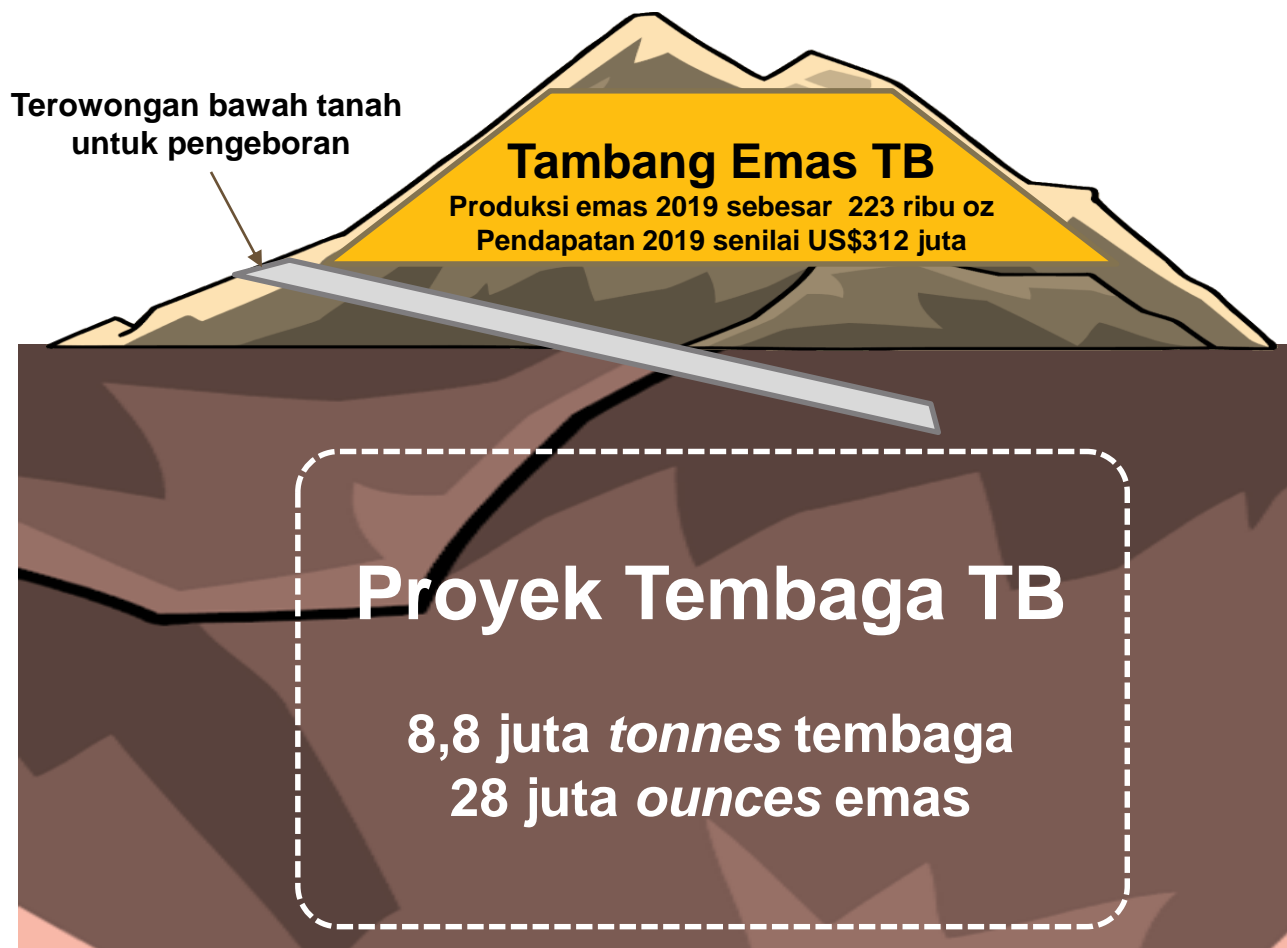 Terowongan bawah tanah
untuk pengeboran
Tambang Emas TB
Produksi emas 2019 sebesar  223 ribu oz
Pendapatan 2019 senilai US$312 juta
Proyek Tembaga TB
8,8 juta tonnes tembaga
28 juta ounces emas